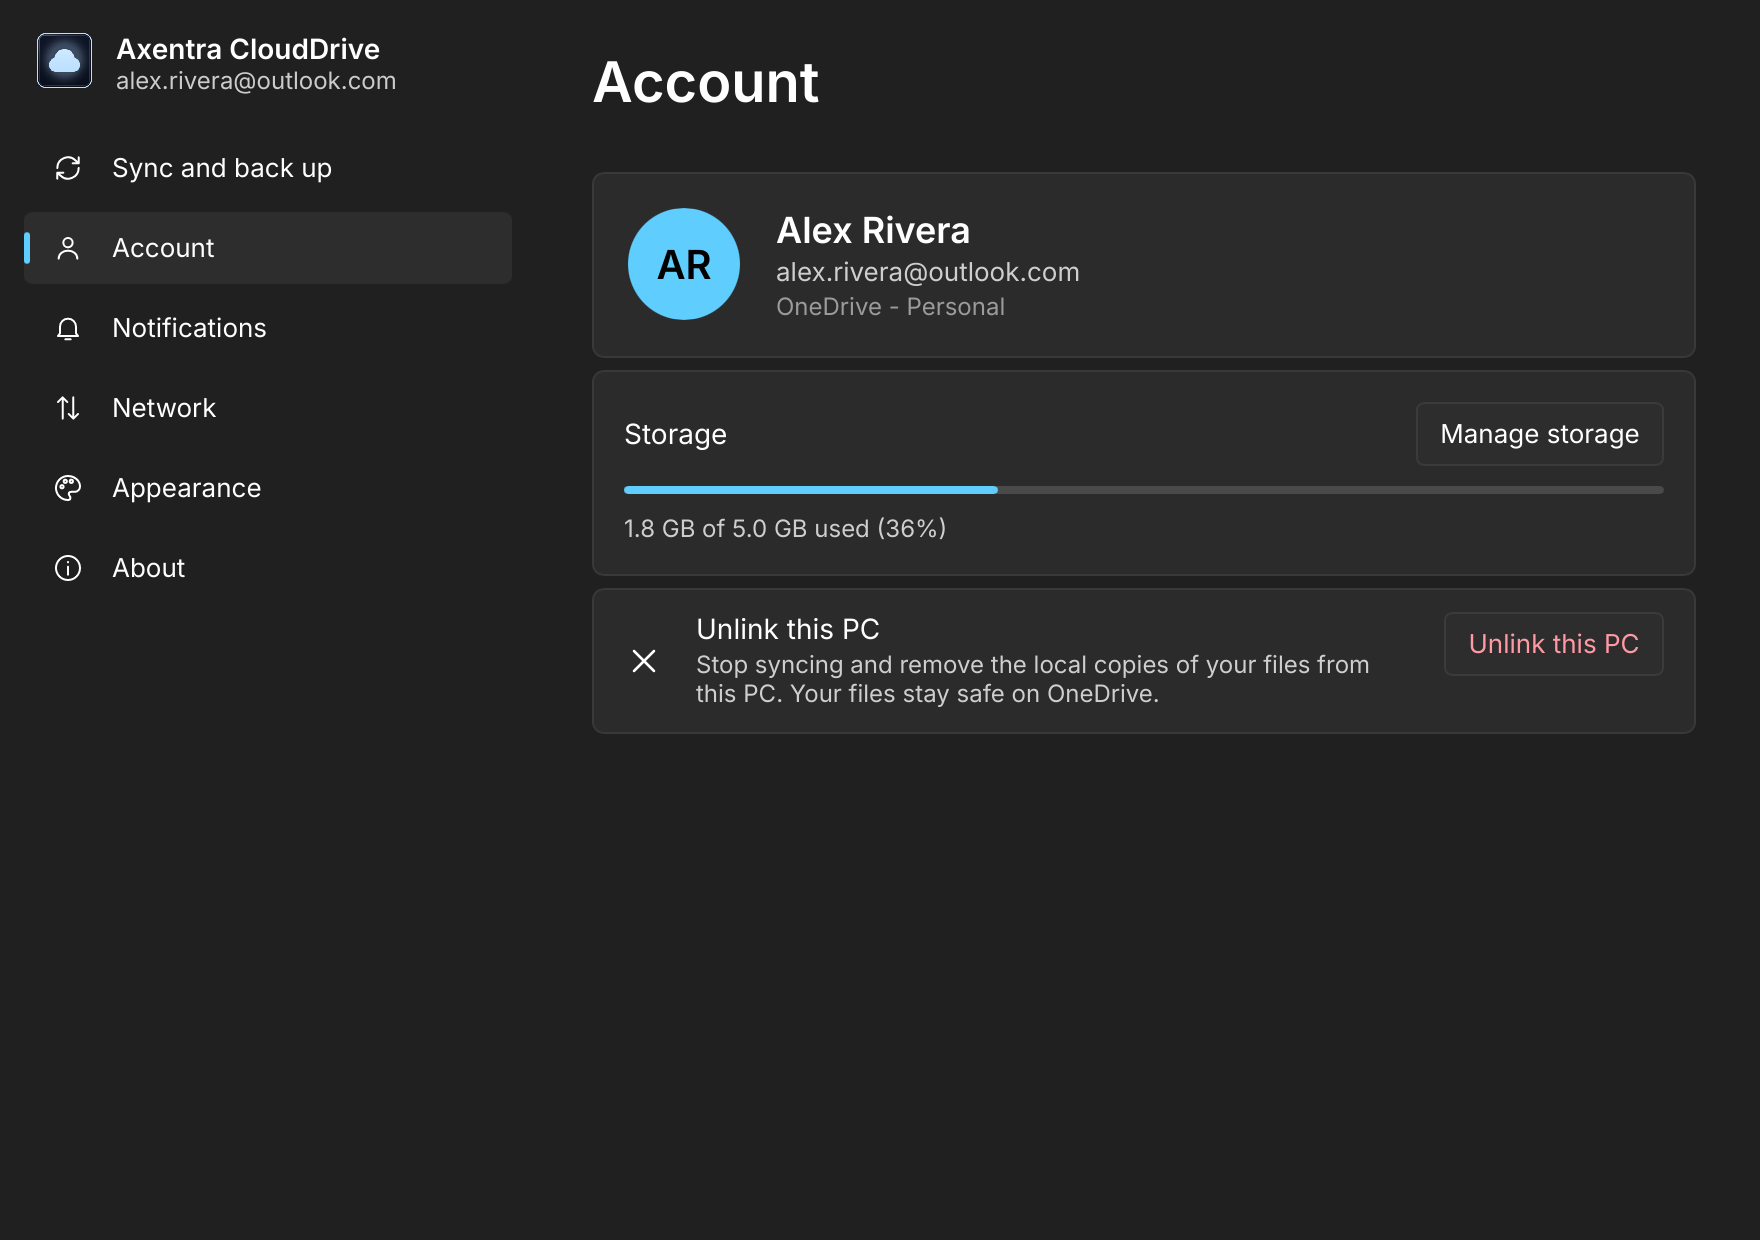 Axentra CloudDrive
alex.rivera@outlook.com
Sync and back up
Account
Notifications
Network
Appearance
About
Account
AR
Alex Rivera
alex.rivera@outlook.com
OneDrive - Personal
Storage
Manage storage
1.8 GB of 5.0 GB used (36%)
Unlink this PC
Stop syncing and remove the local copies of your files from
this PC. Your files stay safe on OneDrive.
Unlink this PC